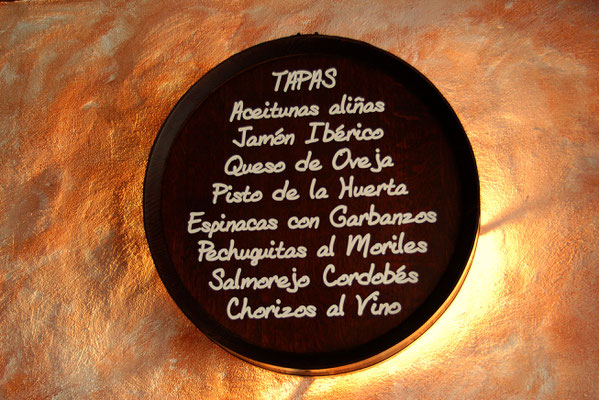 TAPAS
Aceitunas aliñas
Jamón Ibérico
Queso de Oveja
Pisto de la Huerta
Espinacas con Garbanzos
Pechuguitas al Moriles
Salmorejo Cordobés
Chorizos al Vino